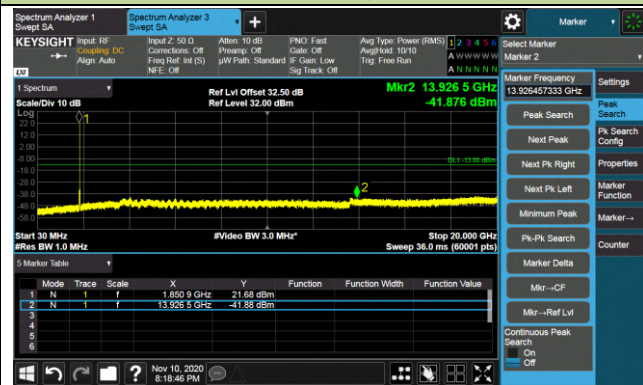 Spectrum Analyzer 1
Swept SA
Spectrum Analyzer 3
Swept SA
Marker
KEYSIGHT
Input: RF
Coupling: DC
Align: Auto
Input Z: 50 Ω
Corrections: Off
Freq Ref: Int (S)
NFE: Off
Atten: 10 dB
Preamp: Off
µW Path: Standard
PNO: Fast
Gate: Off
IF Gain: Low
Sig Track: Off
Avg Type: Power (RMS)
Avg|Hold: 10/10
Trig: Free Run
1 2 3 4 5 6
A W W W W W
A N N N N N
LXI
Select Marker
Marker 2
1 Spectrum
Scale/Div 10 dB
Ref Lvl Offset 32.50 dB
Ref Level 32.00 dBm
Mkr2 13.926 5 GHz
-41.876 dBm
Log
22.0
12.0
2.00
-8.00
-18.0
-28.0
-38.0
-48.0
-58.0
1
DL1 -13.00 dBm
2
Start 30 MHz
#Res BW 1.0 MHz
#Video BW 3.0 MHz*
Stop 20.000 GHz
Sweep 36.0 ms (60001 pts)
5 Marker Table
Mode Trace Scale X Y Function Function Width Function Value
1 N 1 f 1.850 9 GHz 21.68 dBm
2 N 1 f 13.926 5 GHz -41.88 dBm
3
4
5
6
Marker Frequency
13.926457333 GHz
Peak Search
Next Peak
Next Pk Right
Next Pk Left
Minimum Peak
Pk-Pk Search
Marker Delta
Mkr→CF
Mkr→Ref Lvl
Continuous Peak
Search
On
Off
Settings
Peak
Search
Pk Search
Config
Properties
Marker
Function
Marker→
Counter
Nov 10, 2020
8:18:46 PM